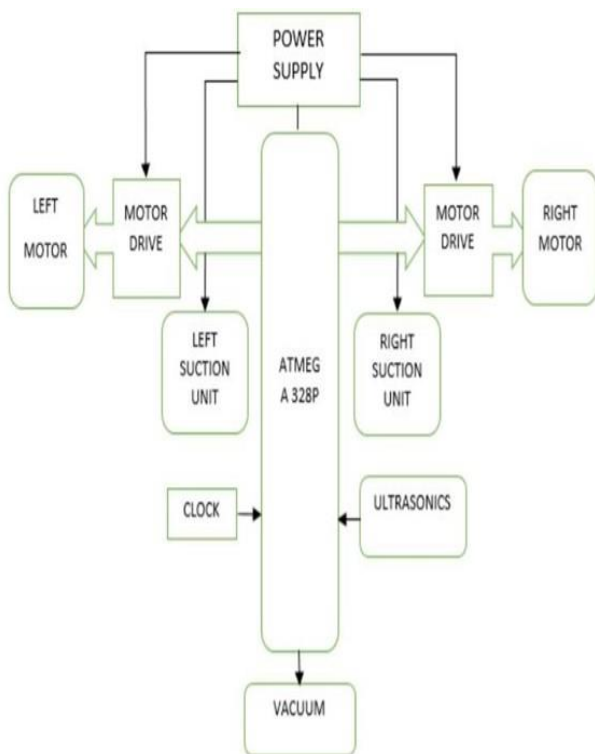 POWER
SUPPLY
LEFT
MOTOR
MOTOR
DRIVE
MOTOR
DRIVE
RIGHT
MOTOR
LEFT
SUCTION
UNIT
ATMEG
A 328P
RIGHT
SUCTION
UNIT
CLOCK
ULTRASONICS
VACUUM